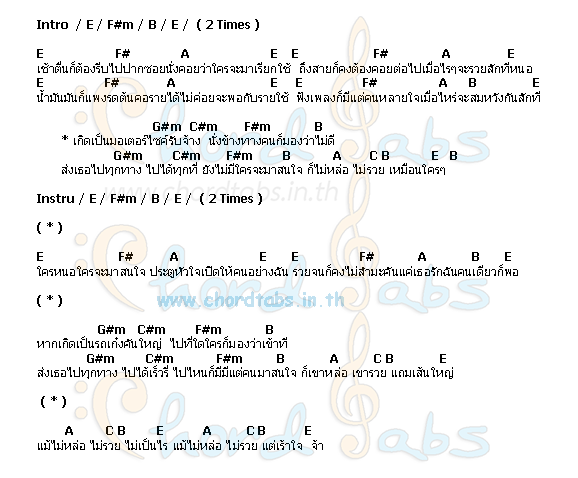 Intro / E / F#m / B / E / ( 2 Times )
E F# A E E F# A E
เช้าตื่นก็ต้องรีบไปปากซอยนั่งคอยว่าใครจะมาเรียกใช้ ถึงสายก็คงต้องคอยต่อไปเมื่อไรๆจะรวยสักทีหนอ
E F# A E E F# A B E
น้ำมันมันก็แพงรดต้นคอรายได้ไม่ค่อยจะพอกับรายใช้ ฟังเพลงก็มีแต่คนหลายใจเมื่อไหร่จะสมหวังกันสักที
G#m C#m F#m B
* เกิดเป็นมอเตอร์ไซค์รับจ้าง นั่งข้างทางคนก็มองว่าไม่ดี
G#m C#m F#m B A C B E B
ส่งเธอไปทุกทาง ไปได้ทุกที่ ยังไม่มีใครจะมาสนใจ ก็ไม่หล่อ ไม่รวย เหมือนใครๆ
Instru / E / F#m / B / E / ( 2 Times )
( * )
E F# A E E F# A B E
ใครหนอใครจะมาสนใจ ประตูหัวใจเปิดให้คนอย่างฉัน รวยจนก็คงไม่สำมะคันแค่เธอรักฉันคนเดียวก็พอ
( * )
www.chordtabs.in.th
G#m C#m F#m B
หากเกิดเป็นรถเก๋งคันใหญ่ ไปที่ใดใครก็มองว่าเข้าที
G#m C#m F#m B A C B E
ส่งเธอไปทุกทาง ไปได้เร็วรี่ ไปไหนก็มีมีแต่คนมาสนใจ ก็เขาหล่อ เขารวย แถมเส้นใหญ่
( * )
A C B E A C B E
แม้ไม่หล่อ ไม่รวย ไม่เป็นไร แม้ไม่หล่อ ไม่รวย แต่เร้าใจ จ้า